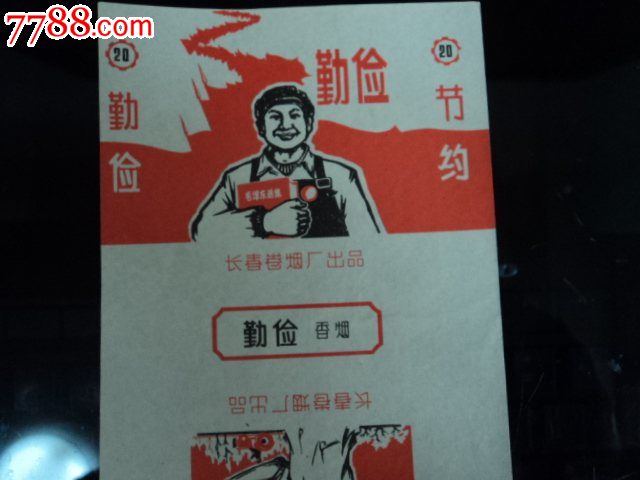 7788.com
20
勤俭
勤俭
20
节约
毛泽东选集
长春卷烟厂出品
勤俭 香烟
长春卷烟厂出品